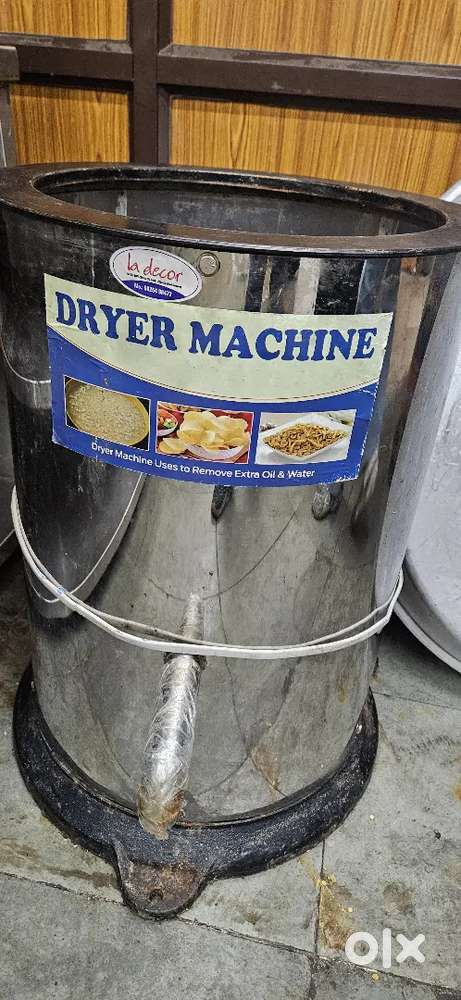 la decor
DRYER MACHINE
Dryer Machine Uses to Remove Extra Oil & Water
olx